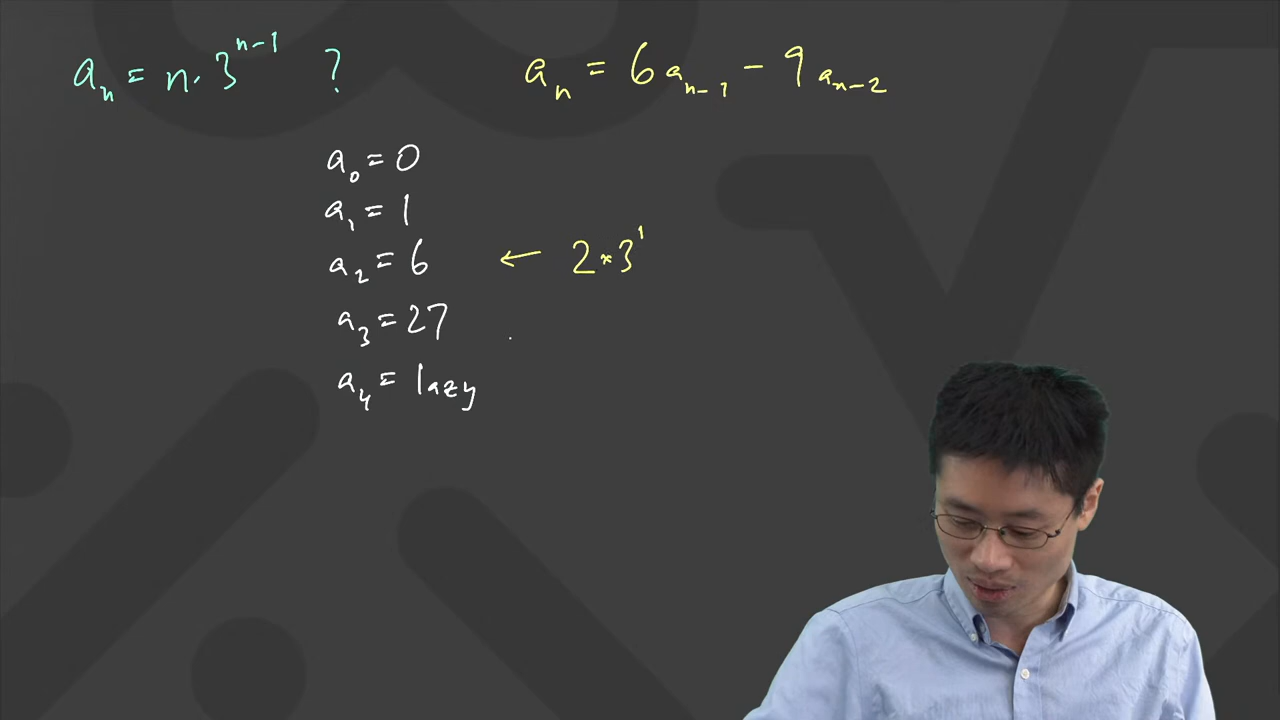 aₙ = n · 3ⁿ⁻¹ ?
aₙ = 6aₙ₋₁ − 9aₙ₋₂
a₀ = 0
a₁ = 1
a₂ = 6 ← 2 * 3¹
a₃ = 27
a₄ = lazy